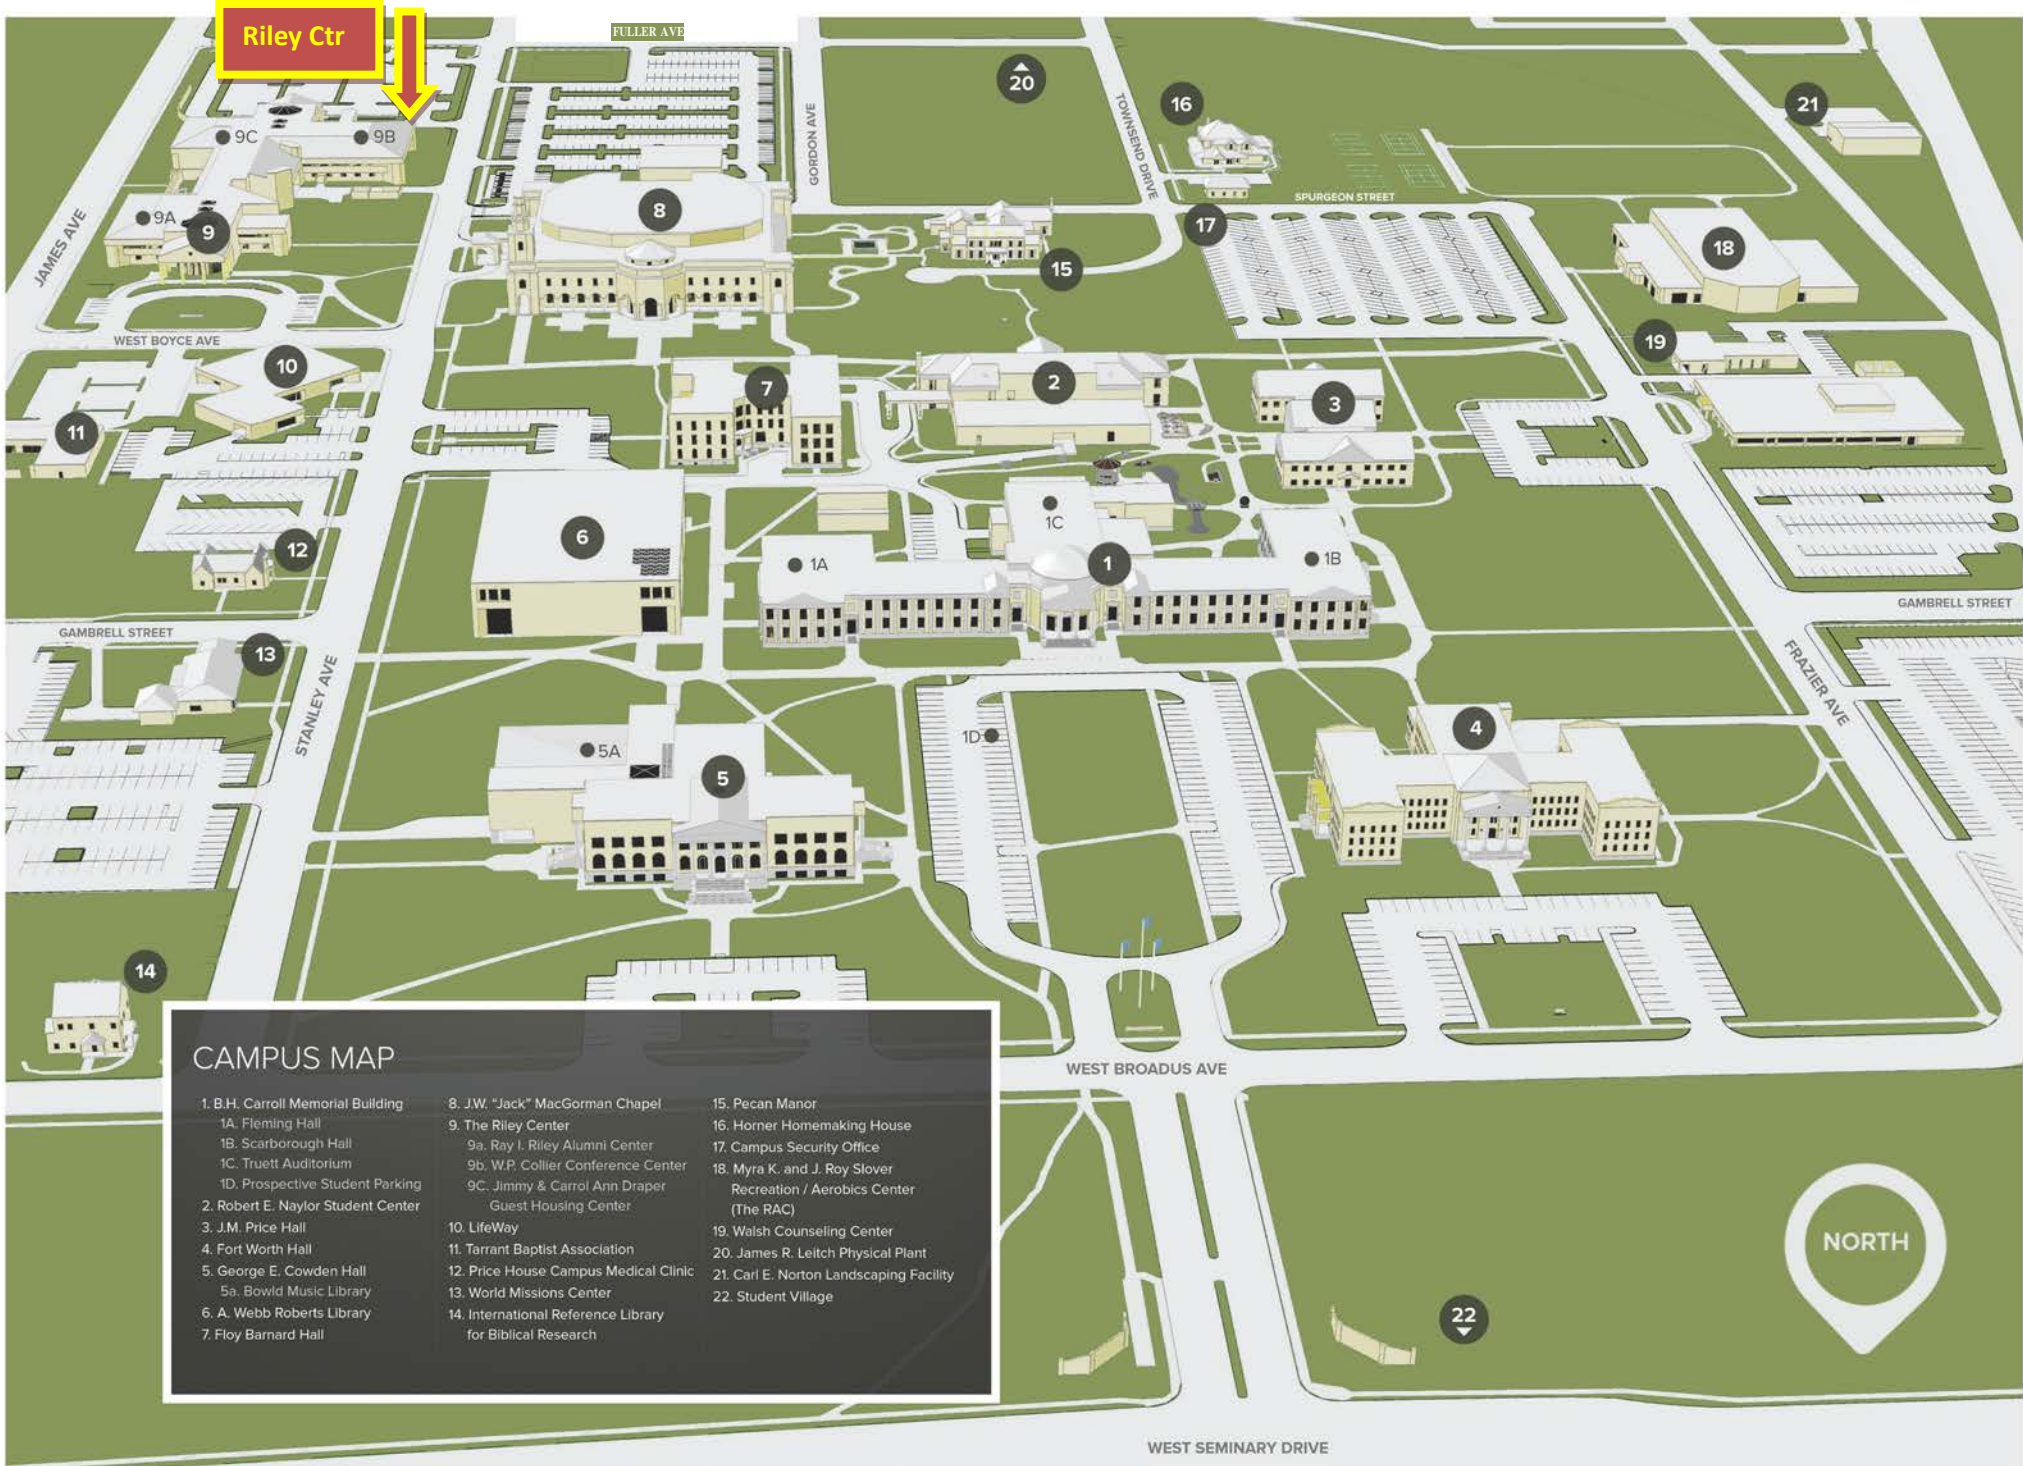 Riley Ctr
FULLER AVE
20
16
21
9C
9B
GORDON AVE
TOWNSEND DRIVE
SPURGEON STREET
9A
9
8
17
18
JAMES AVE
15
WEST BOYCE AVE
10
19
7
2
3
11
1C
6
12
1A
1
1B
GAMBRELL STREET
GAMBRELL STREET
13
STANLEY AVE
FRAZIER AVE
5A
1D
4
5
14
CAMPUS MAP
1. B.H. Carroll Memorial Building
1A. Fleming Hall
1B. Scarborough Hall
1C. Truett Auditorium
1D. Prospective Student Parking
2. Robert E. Naylor Student Center
3. J.M. Price Hall
4. Fort Worth Hall
5. George E. Cowden Hall
5a. Bowld Music Library
6. A. Webb Roberts Library
7. Floy Barnard Hall
8. J.W. "Jack" MacGorman Chapel
9. The Riley Center
9a. Ray I. Riley Alumni Center
9b. W.P. Collier Conference Center
9C. Jimmy & Carrol Ann Draper
Guest Housing Center
10. LifeWay
11. Tarrant Baptist Association
12. Price House Campus Medical Clinic
13. World Missions Center
14. International Reference Library
for Biblical Research
15. Pecan Manor
16. Horner Homemaking House
17. Campus Security Office
18. Myra K. and J. Roy Slover
Recreation / Aerobics Center
(The RAC)
19. Walsh Counseling Center
20. James R. Leitch Physical Plant
21. Carl E. Norton Landscaping Facility
22. Student Village
WEST BROADUS AVE
NORTH
22
WEST SEMINARY DRIVE